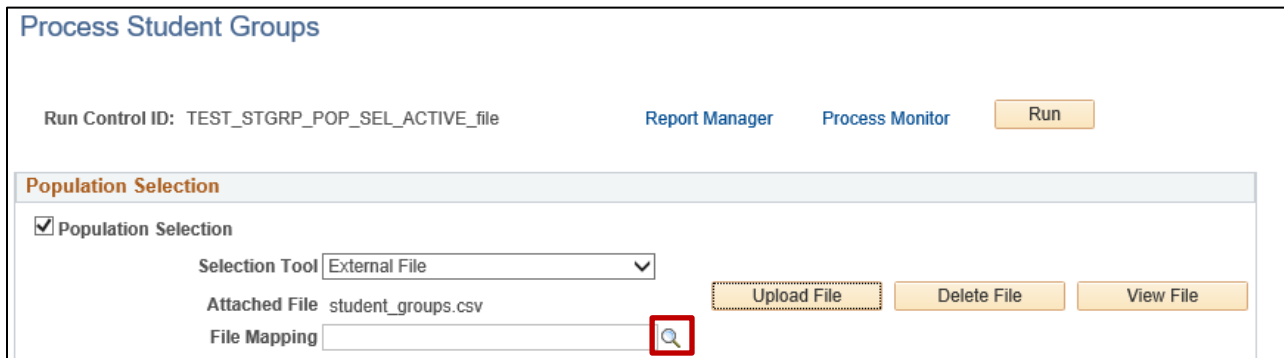 Process Student Groups
Run Control ID: TEST_STGRP_POP_SEL_ACTIVE_file Report Manager Process Monitor Run
Population Selection
Population Selection
Selection Tool External File
Attached File student_groups.csv Upload File Delete File View File
File Mapping